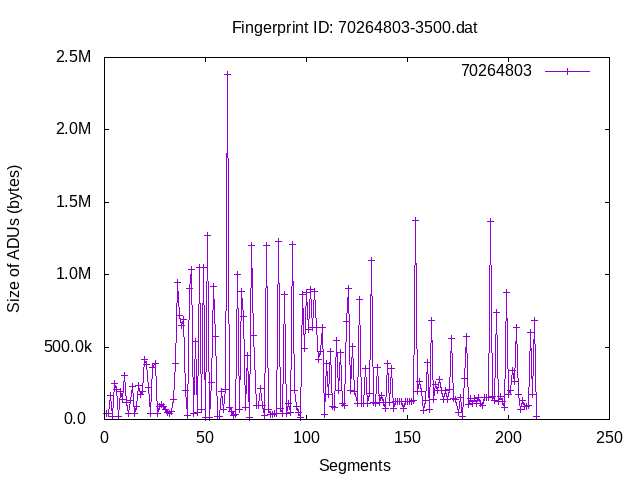 Fingerprint ID: 70264803-3500.dat
2.5M
70264803
2.0M
1.5M
1.0M
500.0k
0.0
0 50 100 150 200 250
Size of ADUs (bytes)
Segments